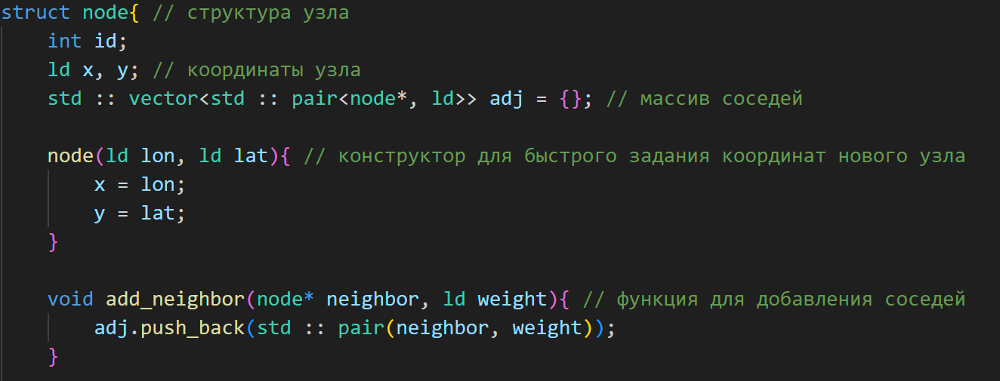 struct node{ // структура узла
    int id;
    ld x, y; // координаты узла
    std :: vector<std :: pair<node*, ld>> adj = {}; // массив соседей
    node(ld lon, ld lat){ // конструктор для быстрого задания координат нового узла
        x = lon;
        y = lat;
    }
    void add_neighbor(node* neighbor, ld weight){ // функция для добавления соседей
        adj.push_back(std :: pair(neighbor, weight));
    }